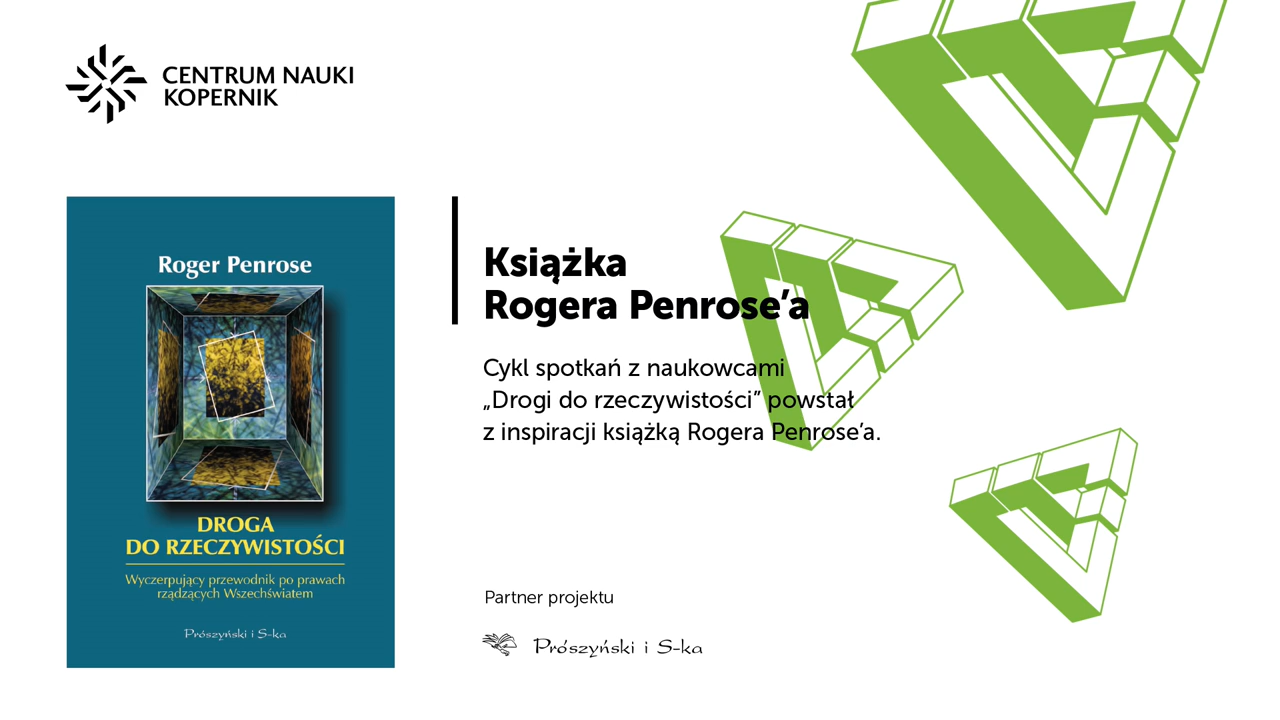 CENTRUM NAUKI
KOPERNIK
Roger Penrose
DROGA
DO RZECZYWISTOŚCI
Wyczerpujący przewodnik po prawach
rządzących Wszechświatem
Prószyński i S-ka
Książka
Rogera Penrose’a
Cykl spotkań z naukowcami
„Drogi do rzeczywistości” powstał
z inspiracji książką Rogera Penrose’a.
Partner projektu
Prószyński i S-ka